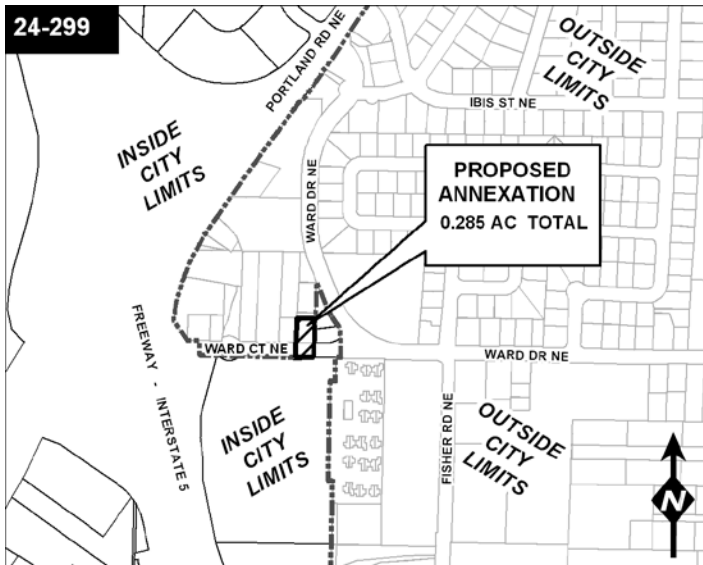 24-299
PORTLAND RD NE
OUTSIDE
CITY
LIMITS
IBIS ST NE
INSIDE
CITY
LIMITS
WARD DR NE
PROPOSED
ANNEXATION
0.285 AC TOTAL
FREEWAY - INTERSTATE 5
WARD CT NE
WARD DR NE
INSIDE
CITY
LIMITS
FISHER RD NE
OUTSIDE
CITY
LIMITS
N